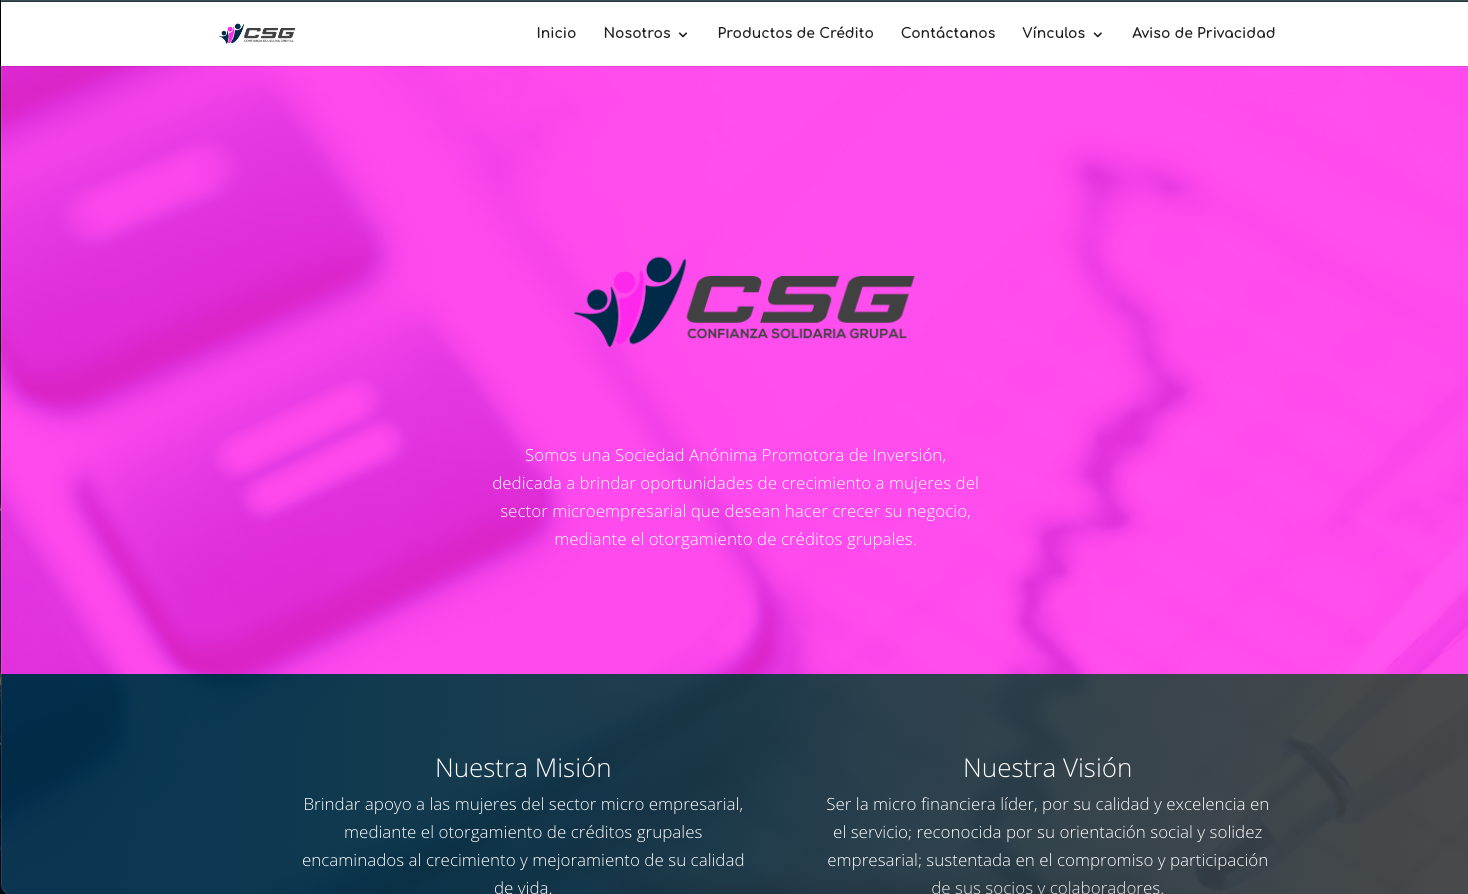 CSG
Inicio Nosotros Productos de Crédito Contáctanos Vínculos Aviso de Privacidad
CSG
CONFIANZA SOLIDARIA GRUPAL
Somos una Sociedad Anónima Promotora de Inversión,
dedicada a brindar oportunidades de crecimiento a mujeres del
sector microempresarial que desean hacer crecer su negocio,
mediante el otorgamiento de créditos grupales.
Nuestra Misión
Brindar apoyo a las mujeres del sector micro empresarial,
mediante el otorgamiento de créditos grupales
encaminados al crecimiento y mejoramiento de su calidad
de vida.
Nuestra Visión
Ser la micro financiera líder, por su calidad y excelencia en
el servicio; reconocida por su orientación social y solidez
empresarial; sustentada en el compromiso y participación
de sus socios y colaboradores.